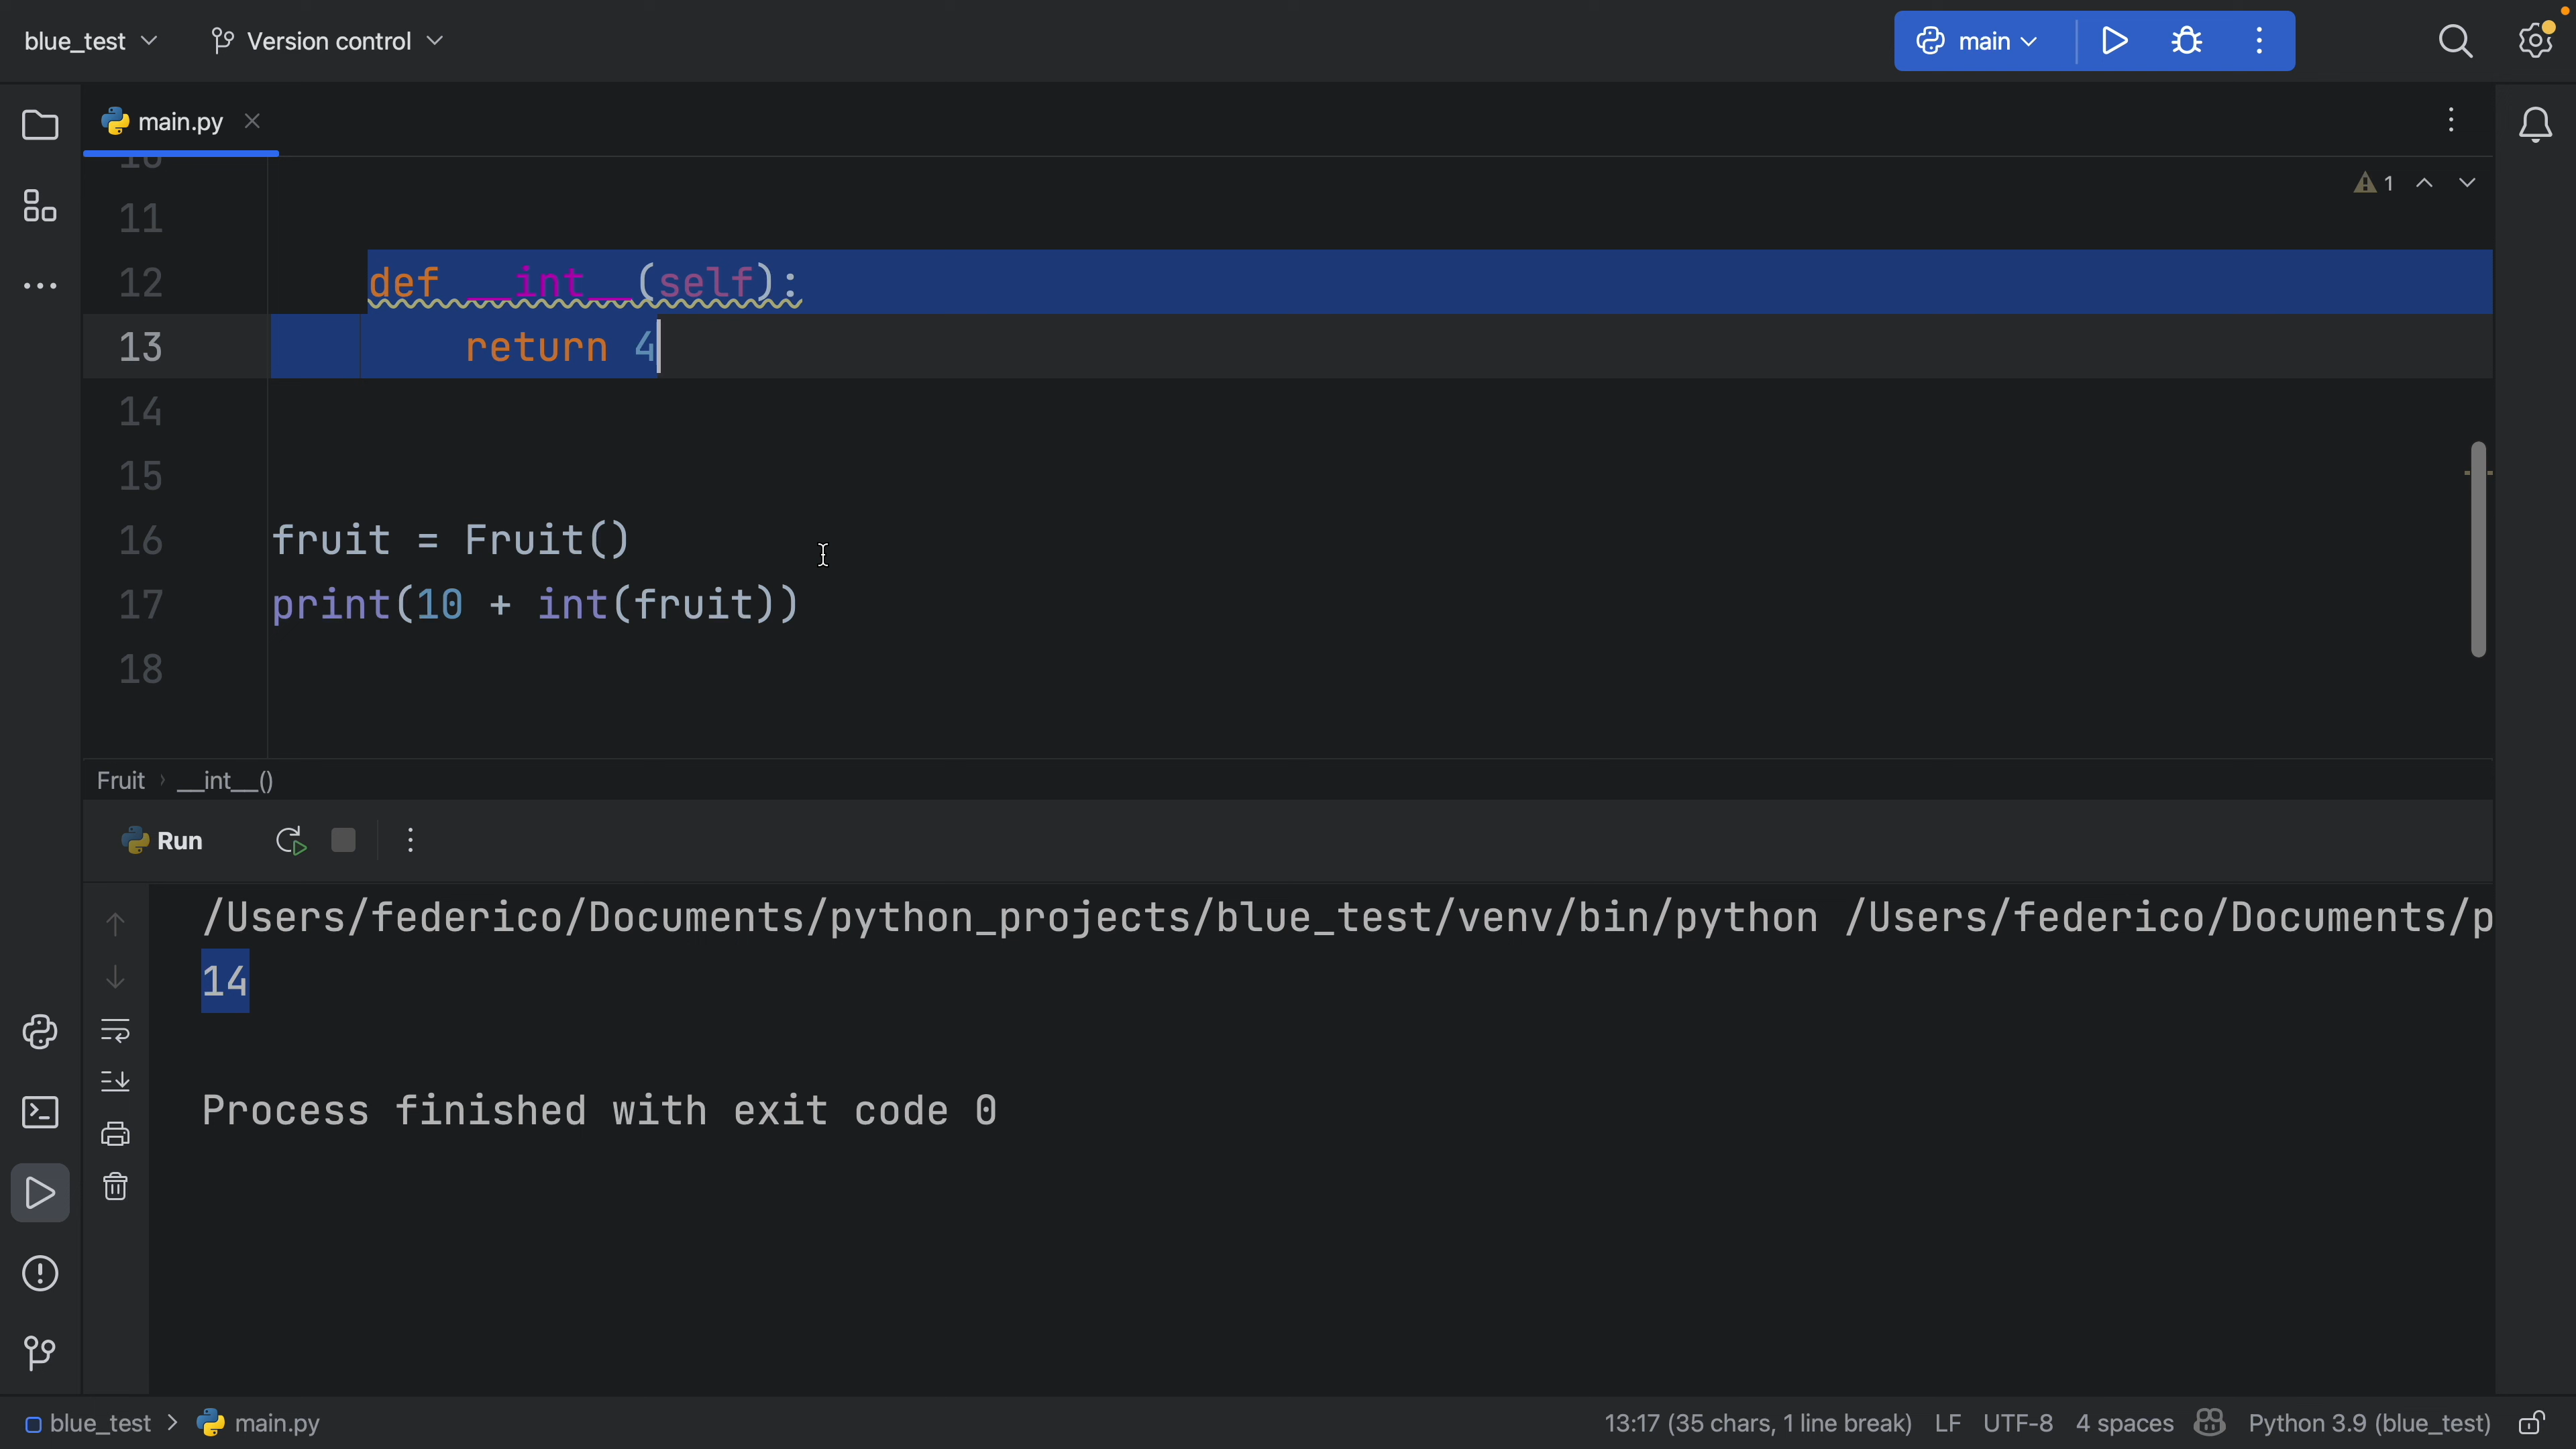 blue_test
Version control
main
main.py
1
11
12 def __int__(self):
13 return 4
14
15
16 fruit = Fruit()
17 print(10 + int(fruit))
18
Fruit › __int__()
Run
/Users/federico/Documents/python_projects/blue_test/venv/bin/python /Users/federico/Documents/p
14
Process finished with exit code 0
blue_test > main.py
13:17 (35 chars, 1 line break) LF UTF-8 4 spaces Python 3.9 (blue_test)